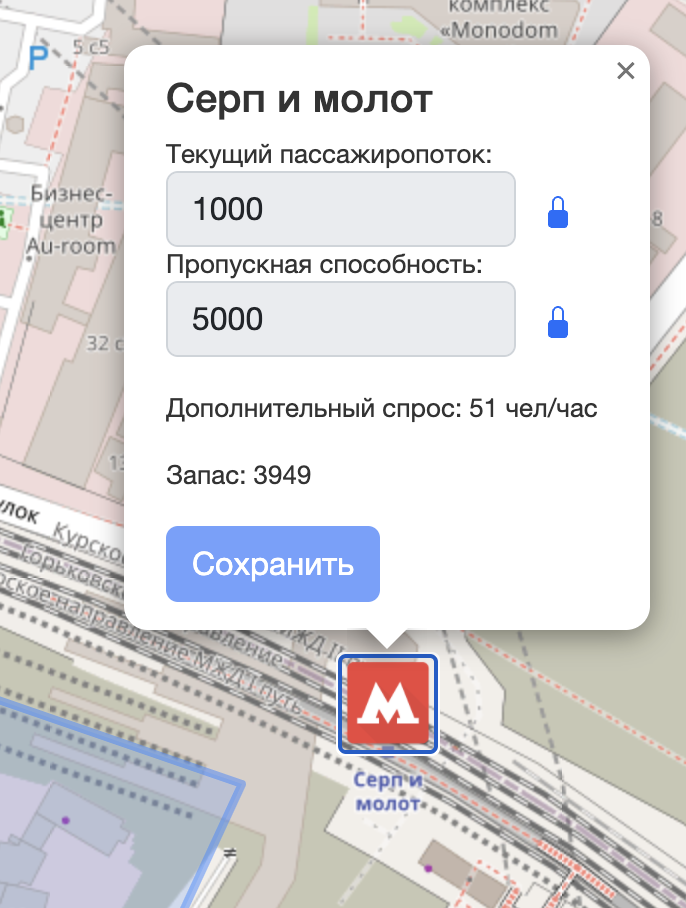 комплекс
«Monodom
P
5 с5
Серп и молот
Текущий пассажиропоток:
1000
Бизнес-
центр
Au-room
8
Пропускная способность:
5000
32 с
Дополнительный спрос: 51 чел/час
13
Запас: 3949
улок
Курско
Горьковско
рское направление МЖД I путь
Сохранить
М
Серп и
молот